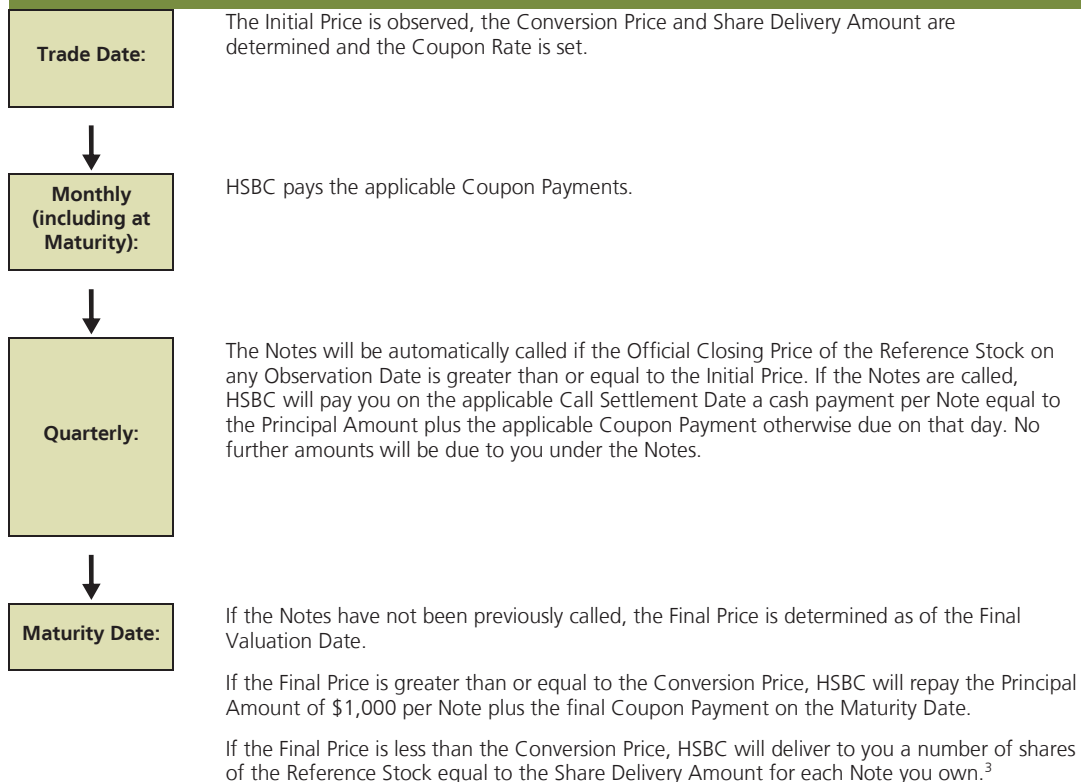 Trade Date:
The Initial Price is observed, the Conversion Price and Share Delivery Amount are
determined and the Coupon Rate is set.
Monthly
(including at
Maturity):
HSBC pays the applicable Coupon Payments.
Quarterly:
The Notes will be automatically called if the Official Closing Price of the Reference Stock on
any Observation Date is greater than or equal to the Initial Price. If the Notes are called,
HSBC will pay you on the applicable Call Settlement Date a cash payment per Note equal to
the Principal Amount plus the applicable Coupon Payment otherwise due on that day. No
further amounts will be due to you under the Notes.
Maturity Date:
If the Notes have not been previously called, the Final Price is determined as of the Final
Valuation Date.
If the Final Price is greater than or equal to the Conversion Price, HSBC will repay the Principal
Amount of $1,000 per Note plus the final Coupon Payment on the Maturity Date.
If the Final Price is less than the Conversion Price, HSBC will deliver to you a number of shares
of the Reference Stock equal to the Share Delivery Amount for each Note you own.³